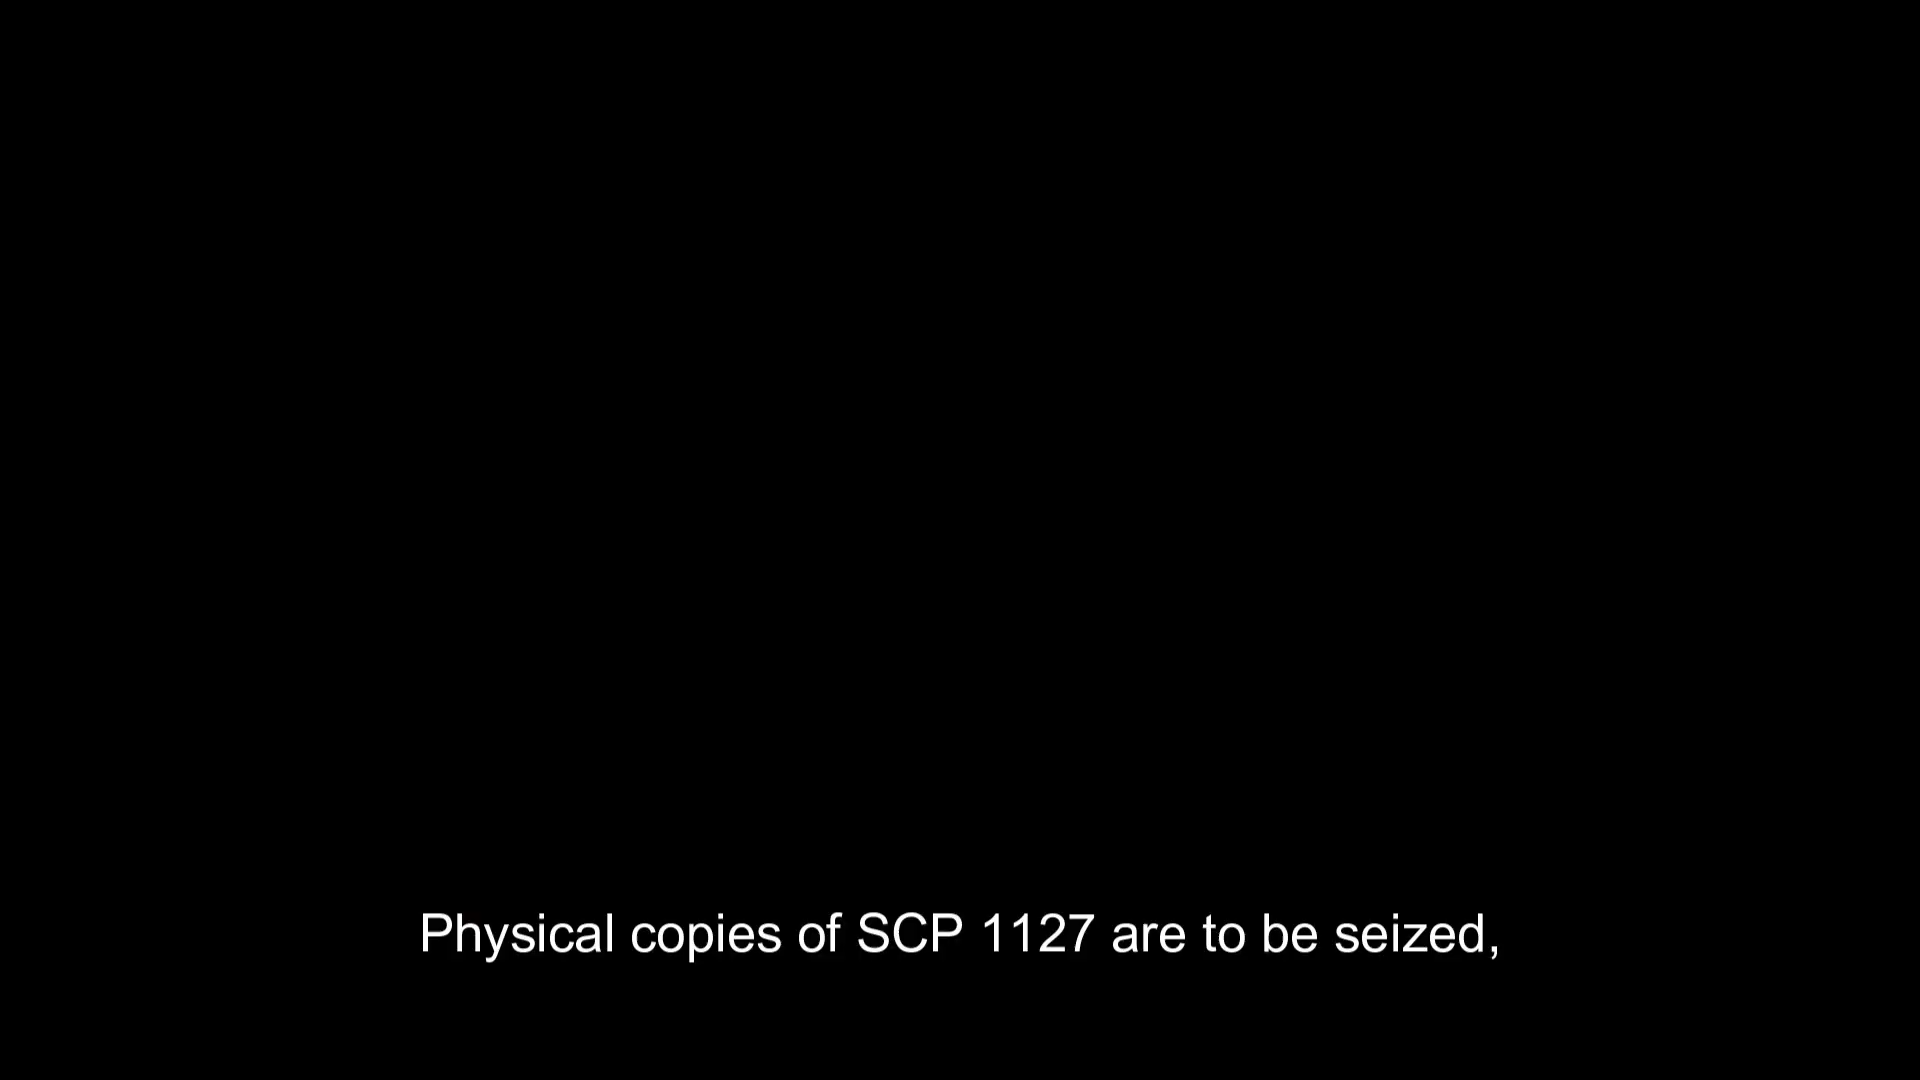 Physical copies of SCP 1127 are to be seized,